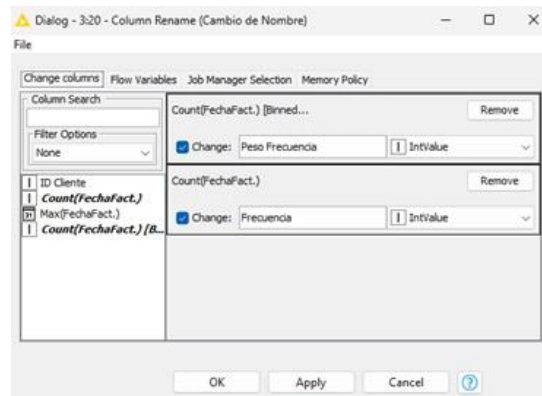 Dialog - 3:20 - Column Rename (Cambio de Nombre)
File
Change columns Flow Variables Job Manager Selection Memory Policy
Column Search
Filter Options
None
I ID Cliente
I Count(FechaFact.)
31 Max(FechaFact.)
I Count(FechaFact.) [B...
Count(FechaFact.) [Binned... Remove
Change: Peso Frecuencia I IntValue
Count(FechaFact.) Remove
Change: Frecuencia I IntValue
OK Apply Cancel ?